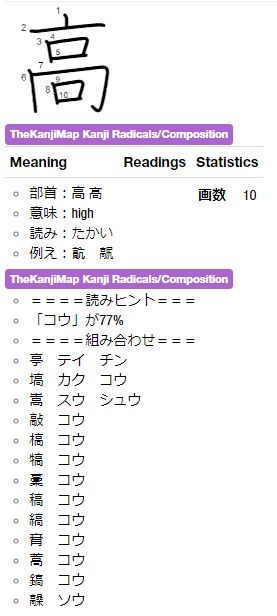 1
2
3
4
5
6
7
8
9
10
高
TheKanjiMap Kanji Radicals/Composition
Meaning Readings Statistics
部首：高 高
意味：high
読み：たかい
例え：髚 髜
画数 10
TheKanjiMap Kanji Radicals/Composition
＝＝＝＝読みヒント＝＝＝
「コウ」が77%
＝＝＝＝組み合わせ＝＝＝
亭 テイ チン
塙 カク コウ
嵩 スウ シュウ
敲 コウ
槁 コウ
犒 コウ
藁 コウ
稿 コウ
縞 コウ
コウ
蒿 コウ
鎬 コウ
ソウ